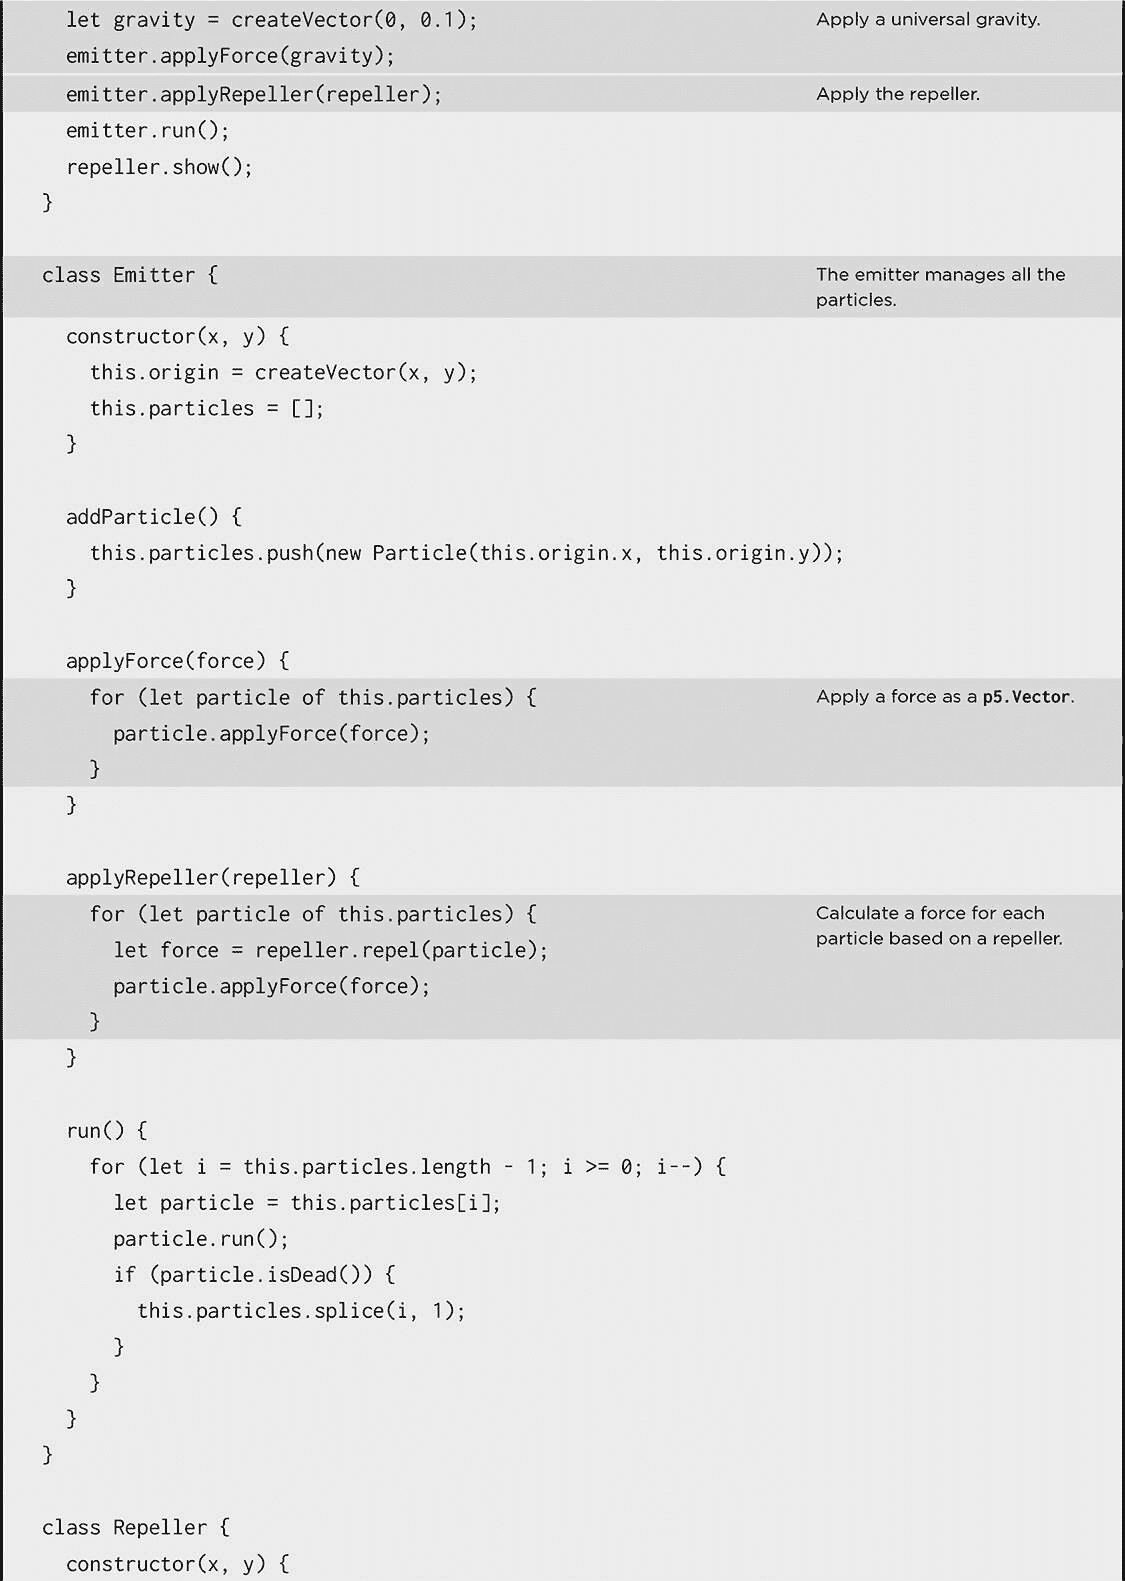 let gravity = createVector(0, 0.1);
Apply a universal gravity.
emitter.applyForce(gravity);
emitter.applyRepeller(repeller);
Apply the repeller.
emitter.run();
repeller.show();
}
class Emitter {
The emitter manages all the
particles.
constructor(x, y) {
this.origin = createVector(x, y);
this.particles = [];
}
addParticle() {
this.particles.push(new Particle(this.origin.x, this.origin.y));
}
applyForce(force) {
for (let particle of this.particles) {
Apply a force as a p5.Vector.
particle.applyForce(force);
}
}
applyRepeller(repeller) {
for (let particle of this.particles) {
Calculate a force for each
particle based on a repeller.
let force = repeller.repel(particle);
particle.applyForce(force);
}
}
run() {
for (let i = this.particles.length - 1; i >= 0; i--) {
let particle = this.particles[i];
particle.run();
if (particle.isDead()) {
this.particles.splice(i, 1);
}
}
}
}
class Repeller {
constructor(x, y) {